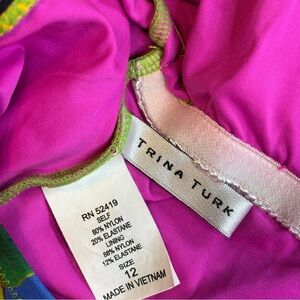 TRINA TURK
RN 52419
SELF
80% NYLON
20% ELASTANE
LINING
88% NYLON
12% ELASTANE
SIZE
12
MADE IN VIETNAM